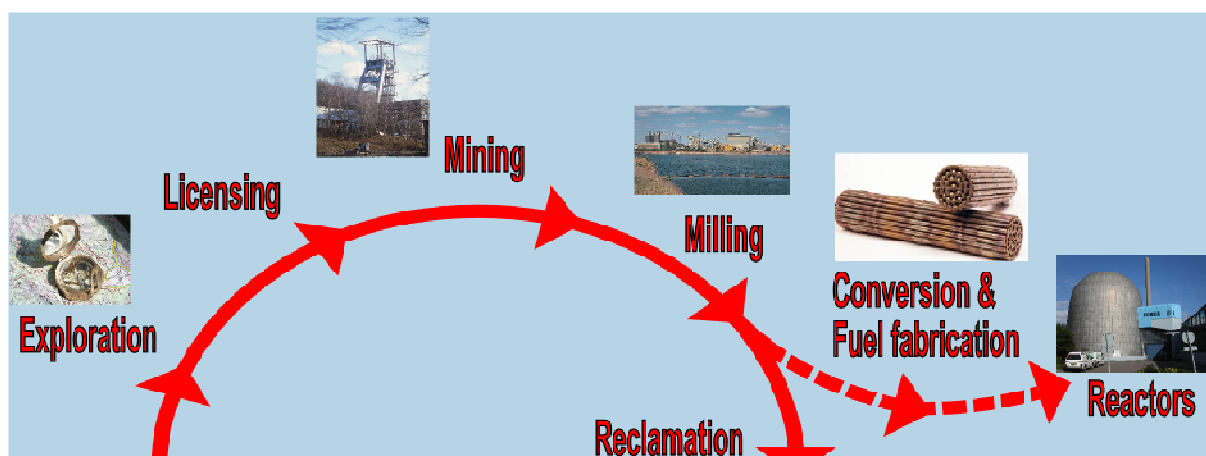 Exploration
Licensing
Mining
Milling
Conversion &
Fuel fabrication
Reactors
Reclamation